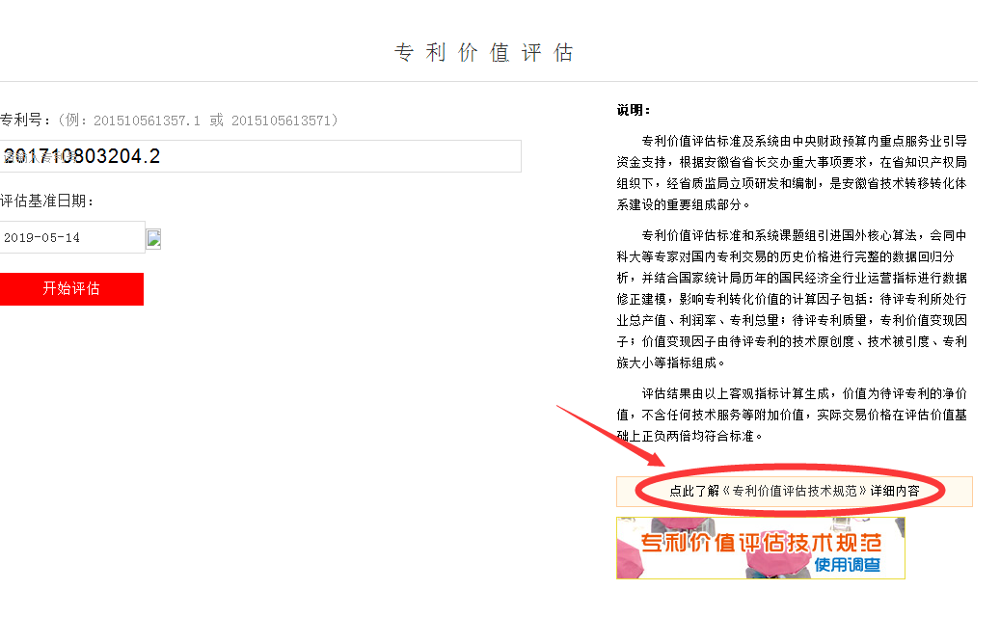 专利价值评估
专利号：（例：201510561357.1 或 2015105613571）
201710803204.2
评估基准日期：
2019-05-14
开始评估
说明：
专利价值评估标准及系统由中央财政预算内重点服务业引导
资金支持，根据安徽省省长交办重大事项要求，在省知识产权局
组织下，经省质监局立项研发和编制，是安徽省技术转移转化体
系建设的重要组成部分。
专利价值评估标准和系统课题组引进国外核心算法，会同中
科大等专家对国内专利交易的历史价格进行完整的数据回归分
析，并结合国家统计局历年的国民经济全行业运营指标进行数据
修正建模，影响专利转化价值的计算因子包括：待评专利所处行
业总产值、利润率、专利总量；待评专利质量，专利价值变现因
子；价值变现因子由待评专利的技术原创度、技术被引度、专利
族大小等指标组成。
评估结果由以上客观指标计算生成，价值为待评专利的净价
值，不含任何技术服务等附加价值，实际交易价格在评估价值基
础上正负两倍均符合标准。
点此了解《专利价值评估技术规范》详细内容
专利价值评估技术规范
使用调查